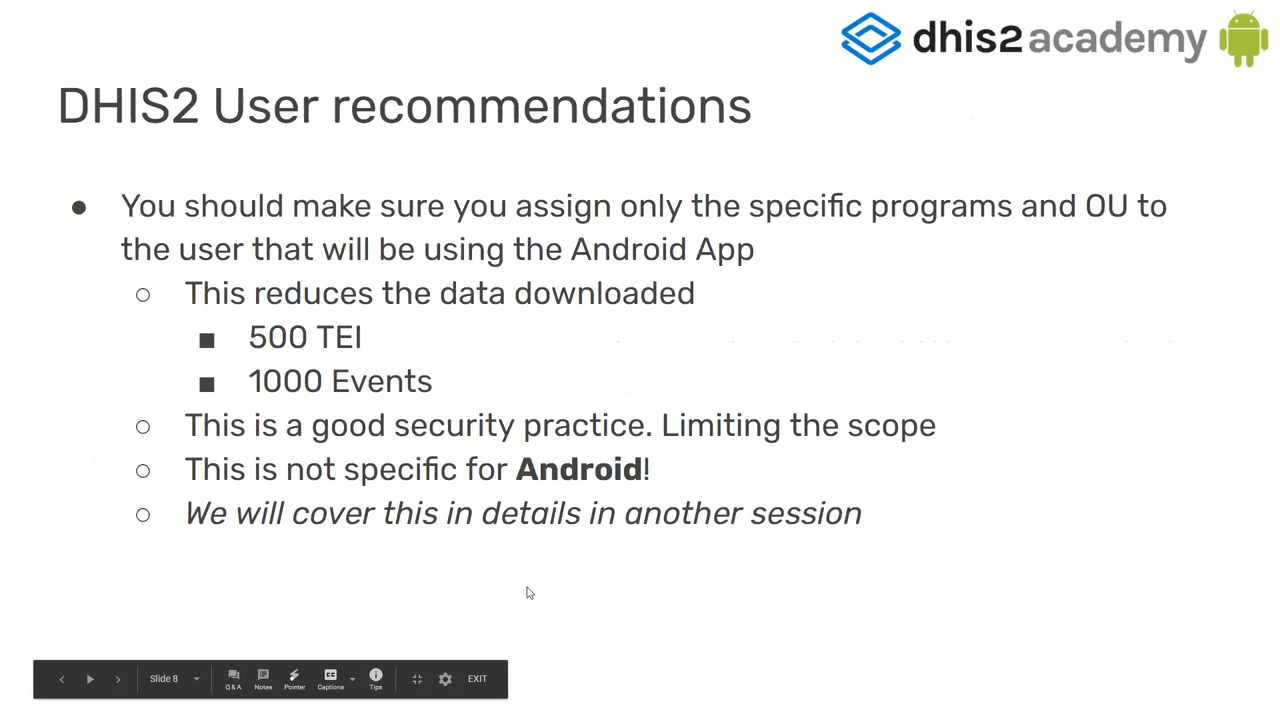 dhis2 academy
DHIS2 User recommendations
● You should make sure you assign only the specific programs and OU to
the user that will be using the Android App
○ This reduces the data downloaded
■ 500 TEI
■ 1000 Events
○ This is a good security practice. Limiting the scope
○ This is not specific for Android!
○ We will cover this in details in another session
Slide 8
Q & A
Notes
Pointer
CC
Captions
Tips
EXIT